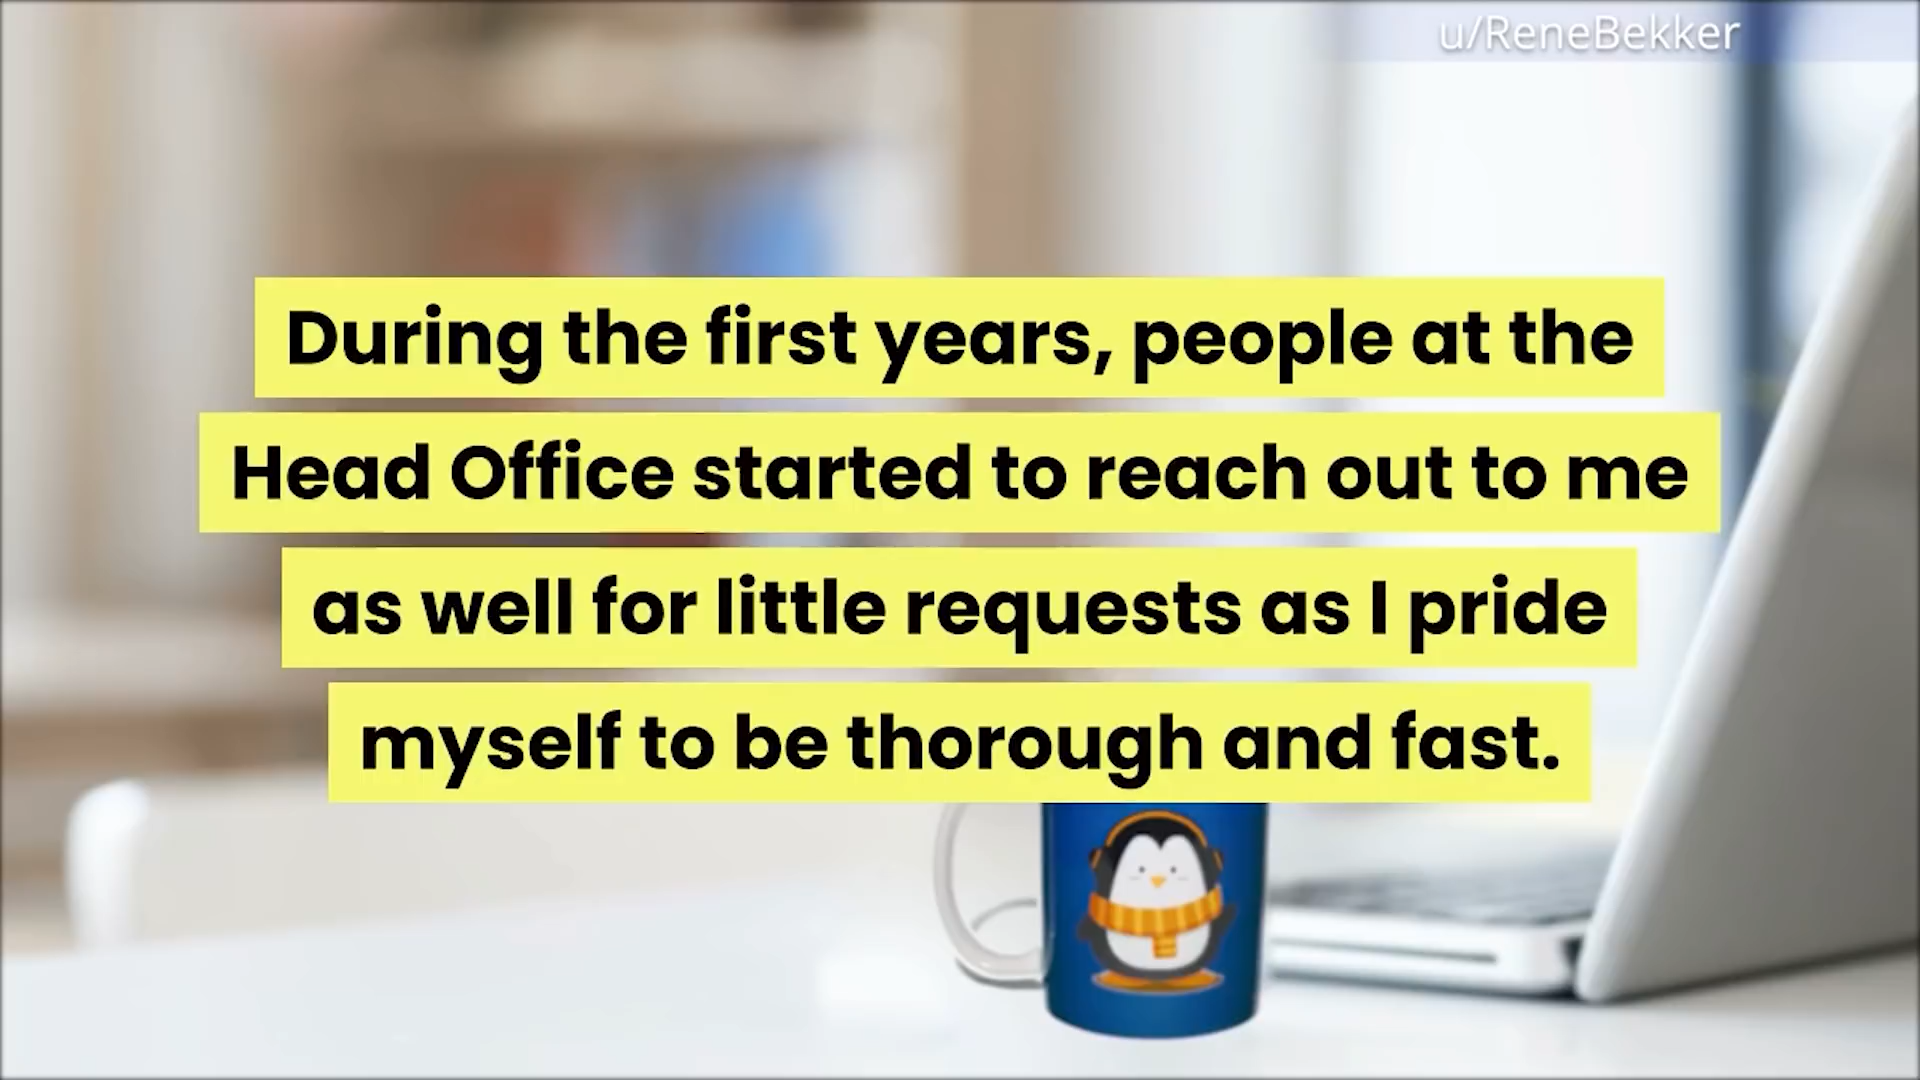 u/ReneBekker
During the first years, people at the
Head Office started to reach out to me
as well for little requests as I pride
myself to be thorough and fast.